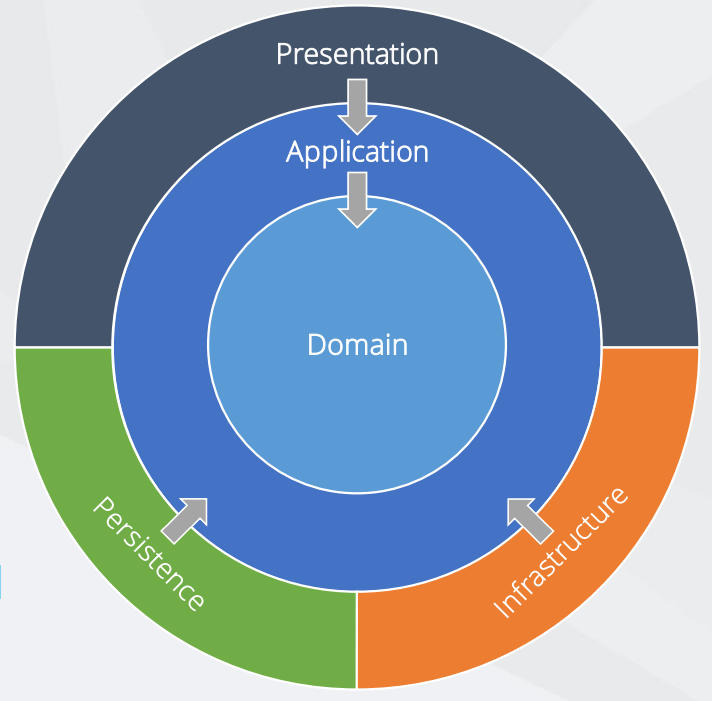 Presentation
Application
Domain
Persistence
Infrastructure